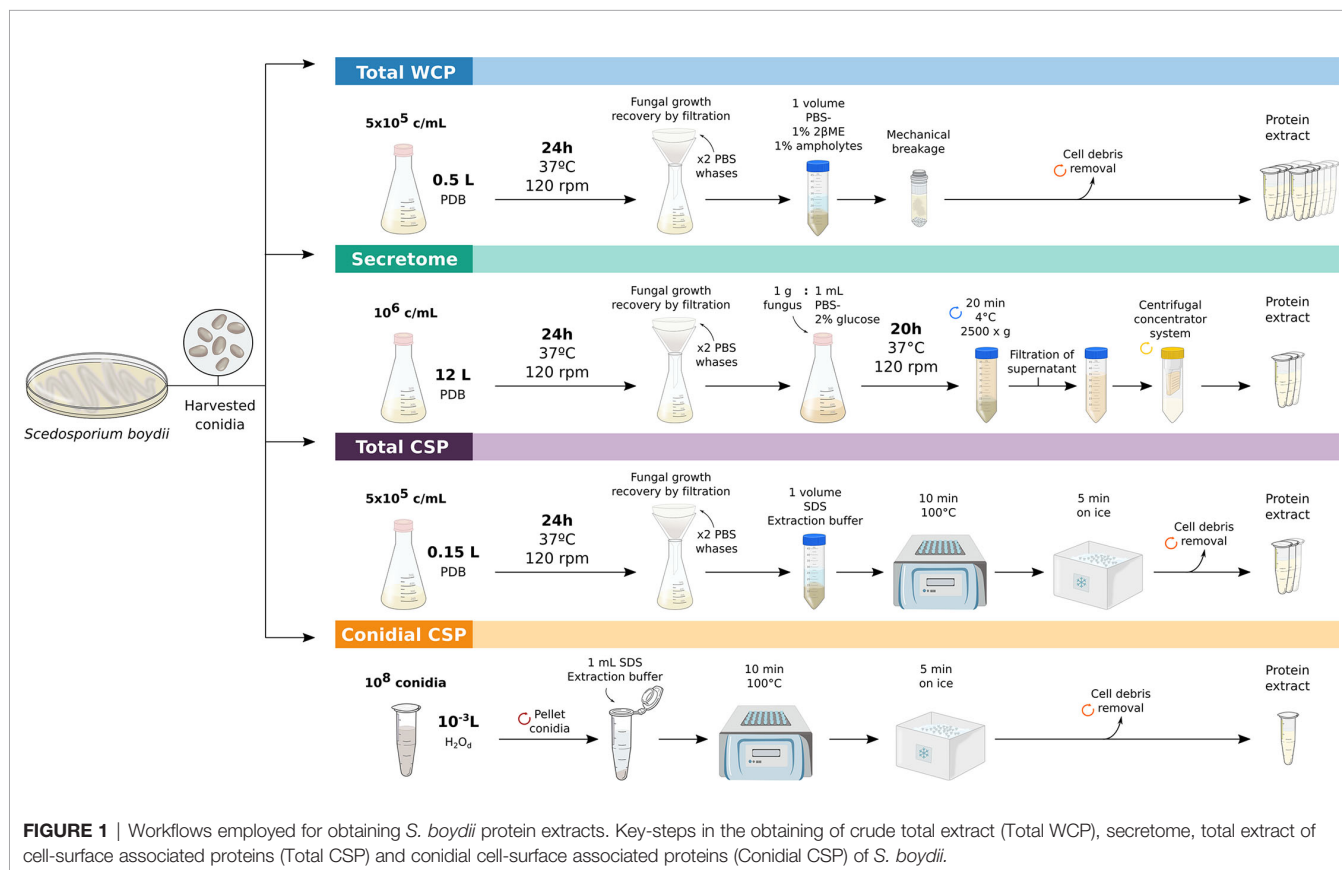 Scedosporium boydii
Harvested
conidia
Total WCP
5x10⁵ c/mL
0.5 L
PDB
24h
37ºC
120 rpm
Fungal growth
recovery by filtration
x2 PBS
whases
1 volume
PBS-
1% 2βME
1% ampholytes
Mechanical
breakage
Cell debris
removal
Protein
extract
Secretome
10⁶ c/mL
12 L
PDB
24h
37ºC
120 rpm
Fungal growth
recovery by filtration
x2 PBS
whases
1 g : 1 mL
fungus PBS-
2% glucose
20h
37°C
120 rpm
20 min
4°C
2500 x g
Filtration of
supernatant
Centrifugal
concentrator
system
Protein
extract
Total CSP
5x10⁵ c/mL
0.15 L
PDB
24h
37ºC
120 rpm
Fungal growth
recovery by filtration
x2 PBS
whases
1 volume
SDS
Extraction buffer
10 min
100°C
5 min
on ice
Cell debris
removal
Protein
extract
Conidial CSP
10⁸ conidia
10⁻³L
H₂O_d
Pellet
conidia
1 mL SDS
Extraction buffer
10 min
100°C
5 min
on ice
Cell debris
removal
Protein
extract
FIGURE 1 | Workflows employed for obtaining S. boydii protein extracts. Key-steps in the obtaining of crude total extract (Total WCP), secretome, total extract of
cell-surface associated proteins (Total CSP) and conidial cell-surface associated proteins (Conidial CSP) of S. boydii.